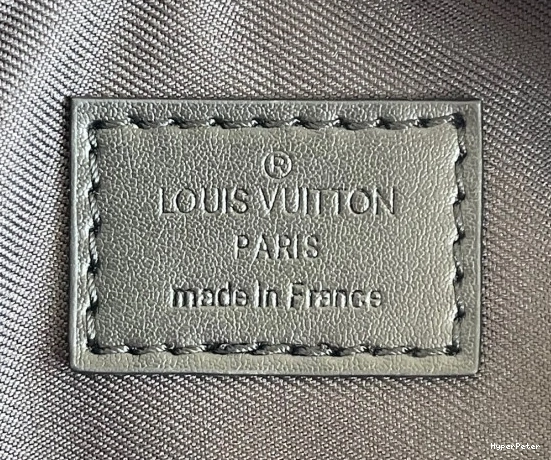 ®
LOUIS VUITTON
PARIS
made in France
HyperPeter